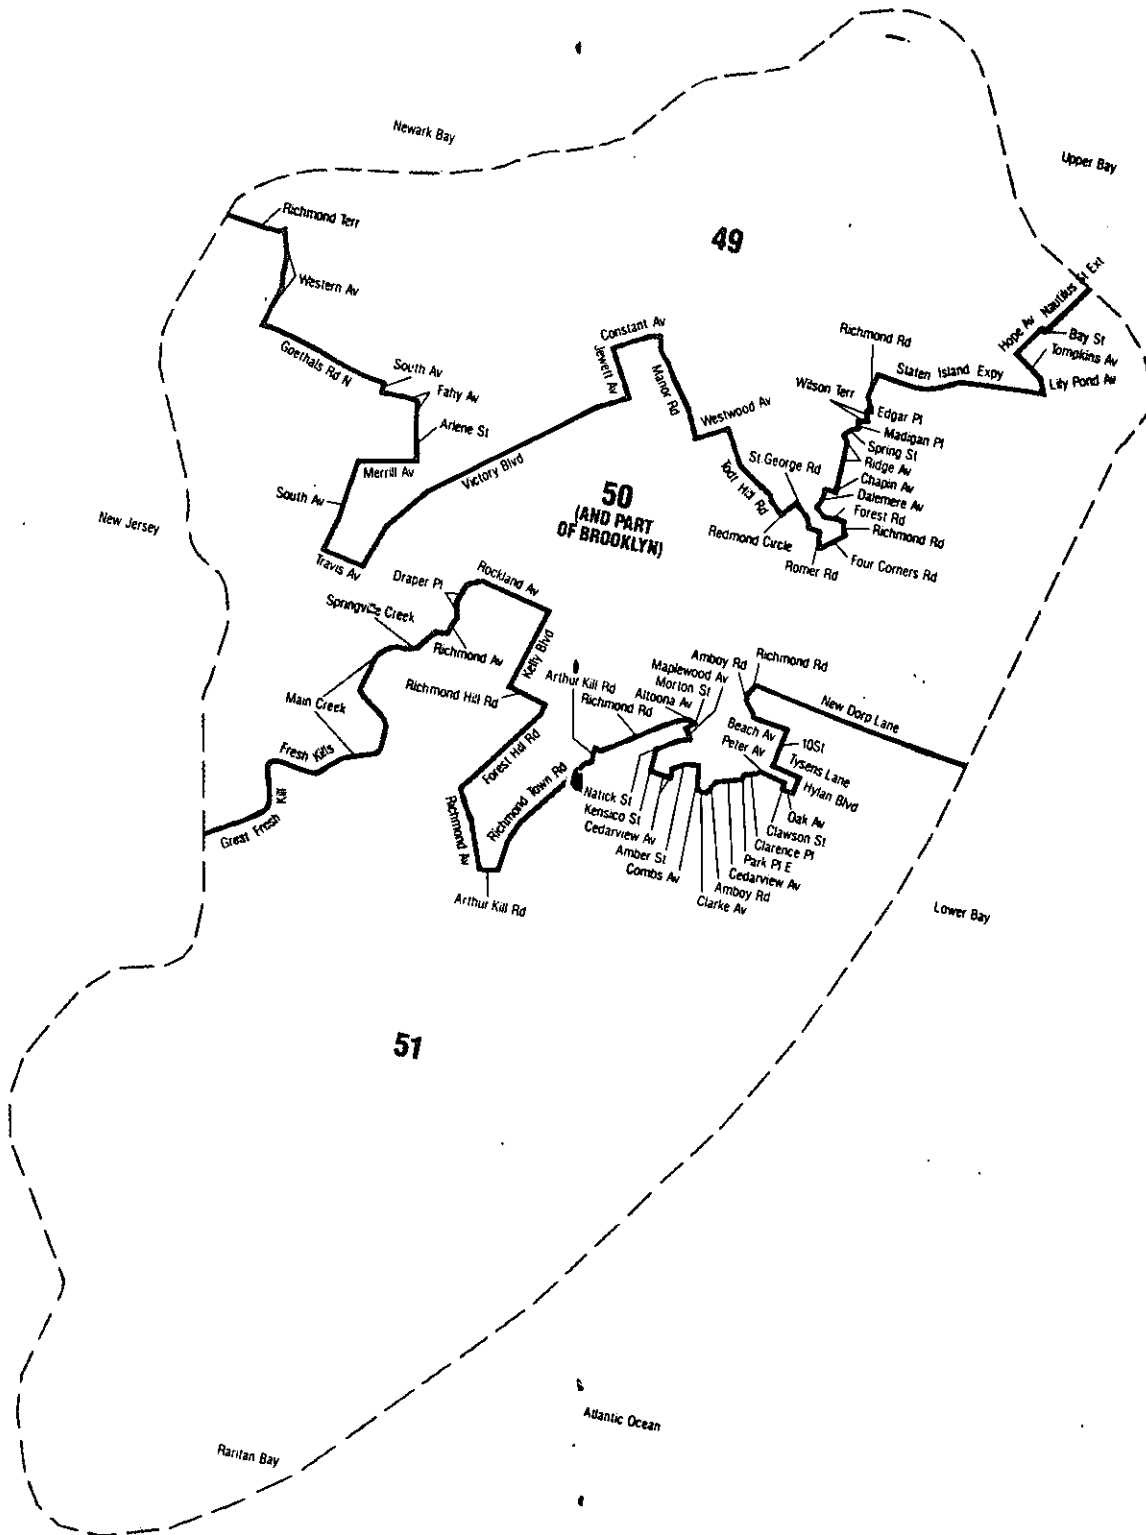 Newark Bay
Upper Bay
Richmond Terr
49
Western Av
Nautilus St Ext
Hope Av
Constant Av
Richmond Rd
Bay St
Tompkins Av
Goethals Rd N
Jewett Av
Staten Island Expy
Lily Pond Av
South Av
Manor Rd
Wilson Terr
Fahy Av
Westwood Av
Edgar Pl
Arlene St
Madigan Pl
Spring St
Merrill Av
Victory Blvd
St George Rd
Ridge Av
Todt Hill Rd
Chapin Av
South Av
50
(AND PART
OF BROOKLYN)
Dalemere Av
Forest Rd
New Jersey
Redmond Circle
Richmond Rd
Travis Av
Romer Rd
Four Corners Rd
Draper Pl
Rockland Av
Springville Creek
Richmond Av
Kelly Blvd
Amboy Rd
Richmond Rd
Maplewood Av
Arthur Kill Rd
Morton St
Main Creek
Richmond Hill Rd
Altoona Av
Richmond Rd
New Dorp Lane
Beach Av
10St
Fresh Kills
Forest Hill Rd
Peter Av
Tysens Lane
Great Fresh Kill
Richmond Av
Richmond Town Rd
Natick St
Hylan Blvd
Kensico St
Oak Av
Cedarview Av
Clawson St
Amber St
Clarence Pl
Combs Av
Park Pl E
Cedarview Av
Arthur Kill Rd
Amboy Rd
Clarke Av
Lower Bay
51
Atlantic Ocean
Raritan Bay